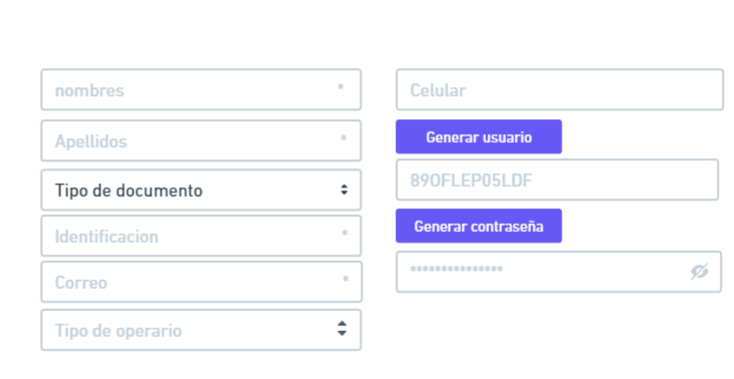 nombres *
Apellidos *
Tipo de documento
Identificacion *
Correo *
Tipo de operario
Celular
Generar usuario
89OFLEP05LDF
Generar contraseña
***************